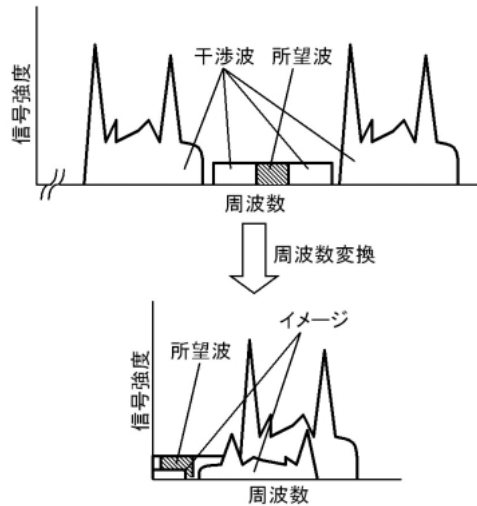 干渉波
所望波
信号強度
周波数
周波数変換
イメージ
所望波
信号強度
周波数